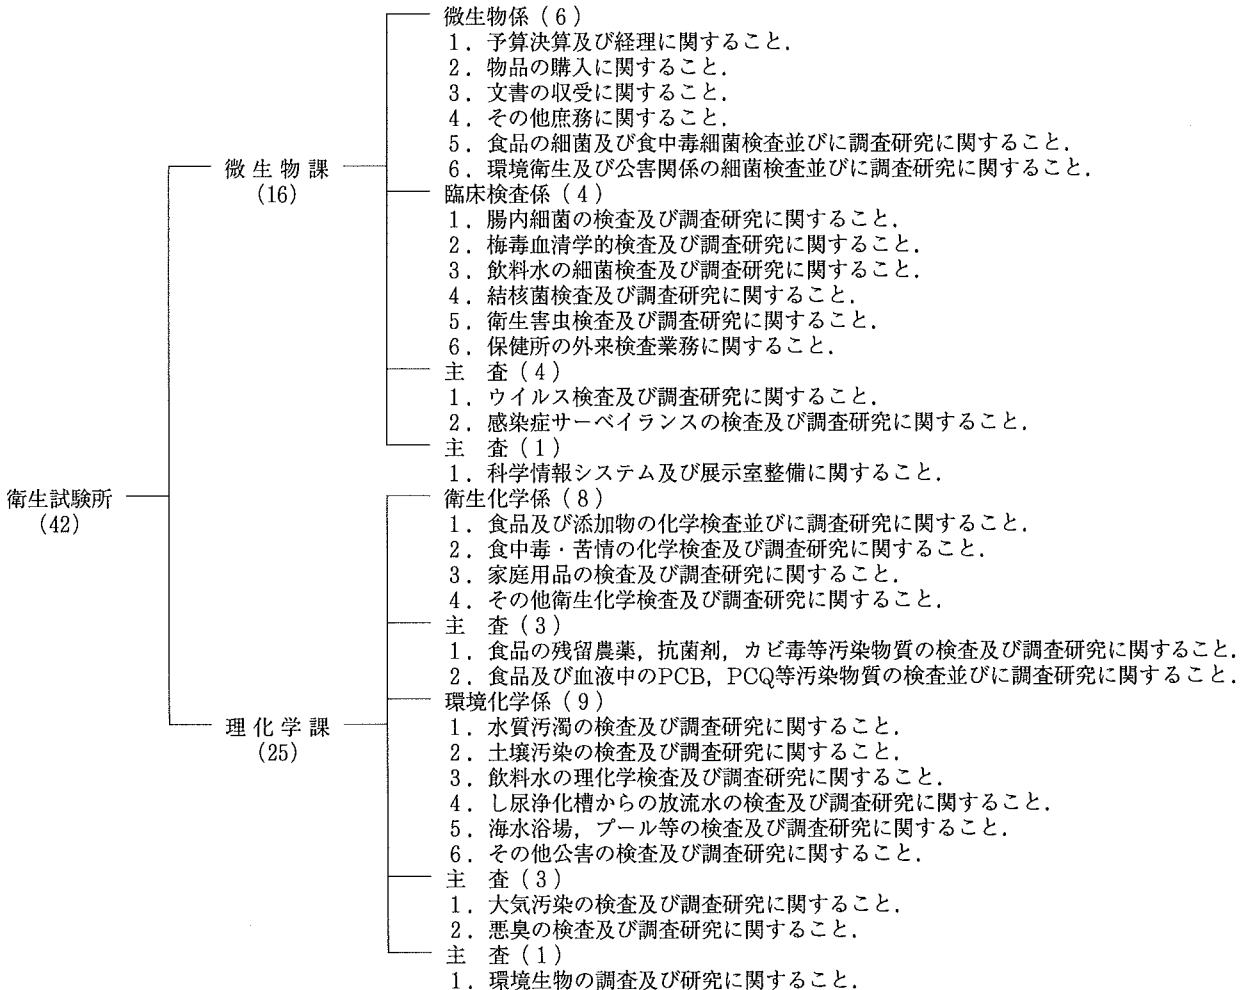 衛生試験所
(42)
微生物課
(16)
微生物係(6)
1.予算決算及び経理に関すること.
2.物品の購入に関すること.
3.文書の収受に関すること.
4.その他庶務に関すること.
5.食品の細菌及び食中毒細菌検査並びに調査研究に関すること.
6.環境衛生及び公害関係の細菌検査並びに調査研究に関すること.
臨床検査係(4)
1.腸内細菌の検査及び調査研究に関すること.
2.梅毒血清学的検査及び調査研究に関すること.
3.飲料水の細菌検査及び調査研究に関すること.
4.結核菌検査及び調査研究に関すること.
5.衛生害虫検査及び調査研究に関すること.
6.保健所の外来検査業務に関すること.
主 査(4)
1.ウイルス検査及び調査研究に関すること.
2.感染症サーベイランスの検査及び調査研究に関すること.
主 査(1)
1.科学情報システム及び展示室整備に関すること.
理化学課
(25)
衛生化学係(8)
1.食品及び添加物の化学検査並びに調査研究に関すること.
2.食中毒・苦情の化学検査及び調査研究に関すること.
3.家庭用品の検査及び調査研究に関すること.
4.その他衛生化学検査及び調査研究に関すること.
主 査(3)
1.食品の残留農薬,抗菌剤,カビ毒等汚染物質の検査及び調査研究に関すること.
2.食品及び血液中のPCB,PCQ等汚染物質の検査並びに調査研究に関すること.
環境化学係(9)
1.水質汚濁の検査及び調査研究に関すること.
2.土壌汚染の検査及び調査研究に関すること.
3.飲料水の理化学検査及び調査研究に関すること.
4.し尿浄化槽からの放流水の検査及び調査研究に関すること.
5.海水浴場,プール等の検査及び調査研究に関すること.
6.その他公害の検査及び調査研究に関すること.
主 査(3)
1.大気汚染の検査及び調査研究に関すること.
2.悪臭の検査及び調査研究に関すること.
主 査(1)
1.環境生物の調査及び研究に関すること.